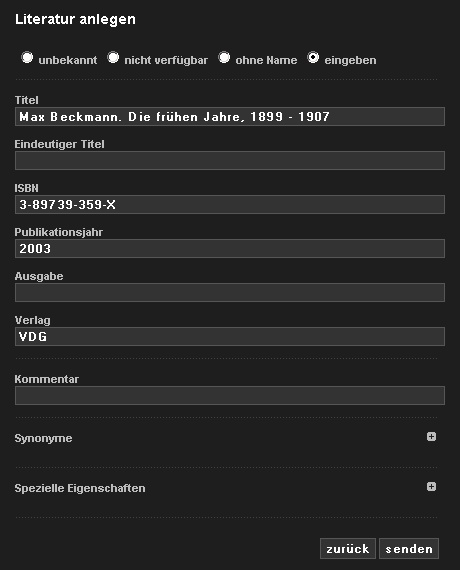 Literatur anlegen
unbekannt nicht verfügbar ohne Name eingeben
Titel
Max Beckmann. Die frühen Jahre, 1899 - 1907
Eindeutiger Titel
ISBN
3-89739-359-X
Publikationsjahr
2003
Ausgabe
Verlag
VDG
Kommentar
Synonyme
Spezielle Eigenschaften
zurück senden